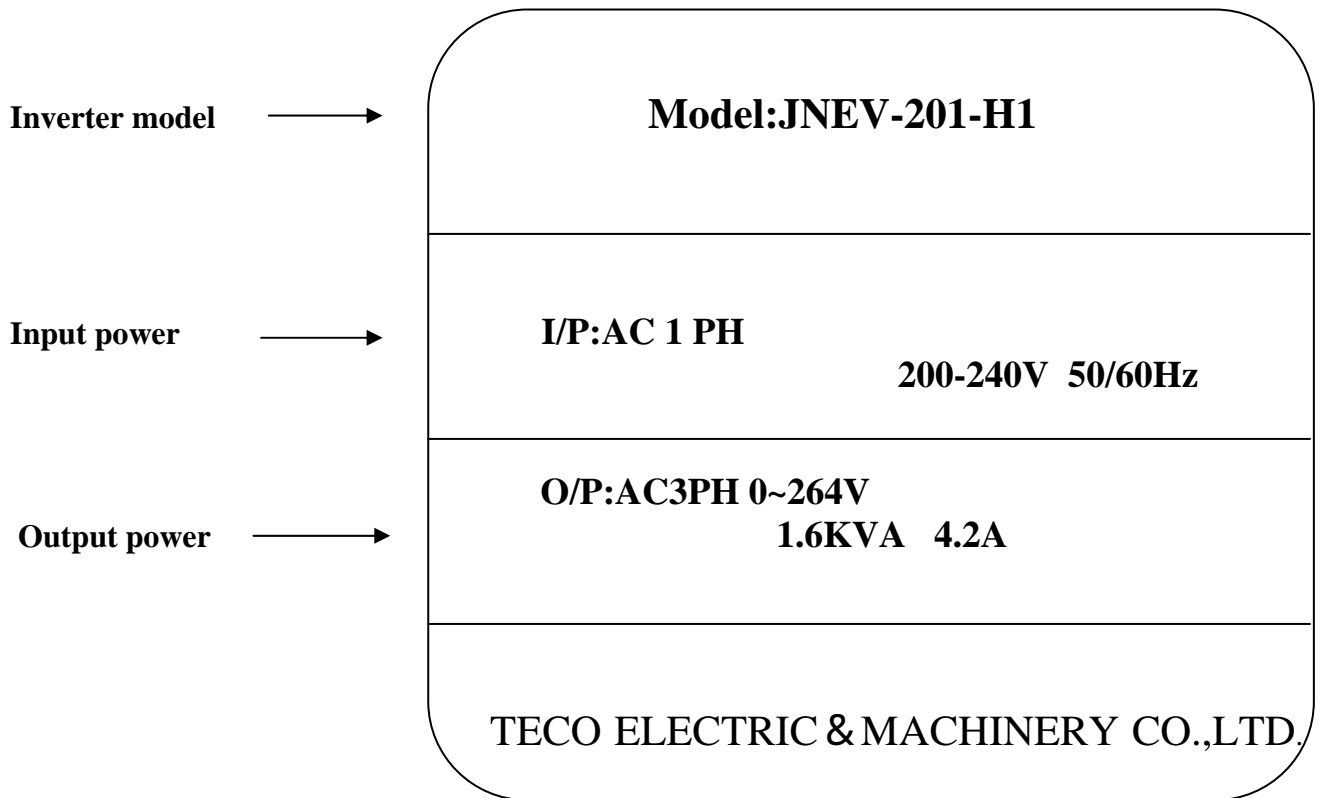 Inverter model
Model:JNEV-201-H1
Input power
I/P:AC 1 PH
200-240V 50/60Hz
Output power
O/P:AC3PH 0~264V
1.6KVA 4.2A
TECO ELECTRIC & MACHINERY CO.,LTD.